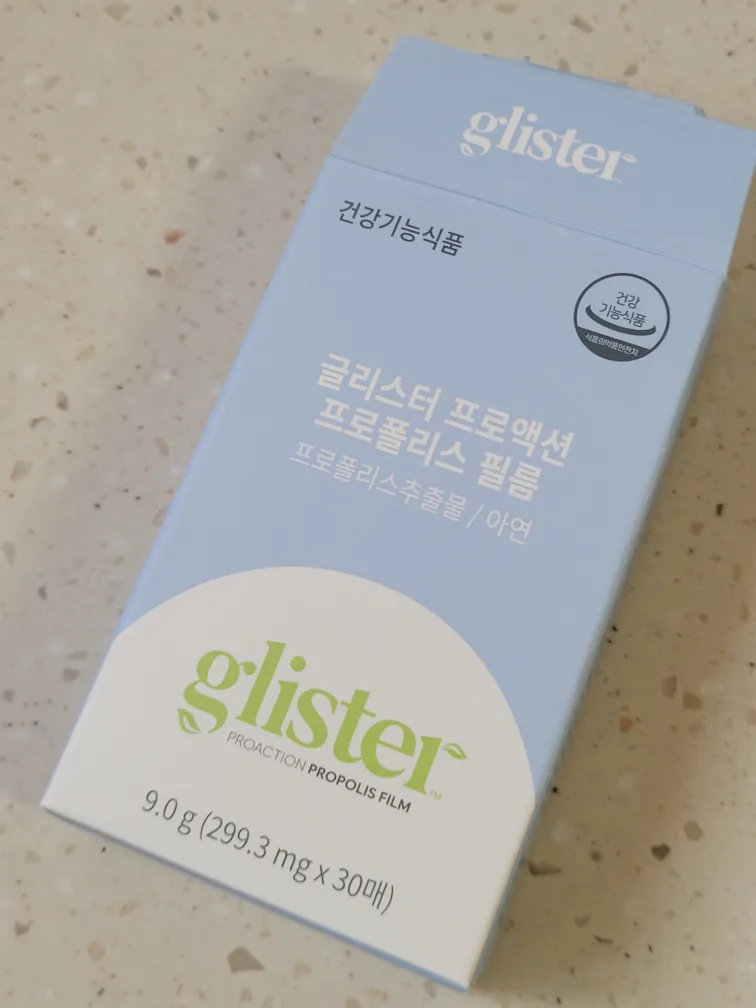 glister
건강기능식품
건강
기능식품
식품의약품안전처
글리스터 프로액션
프로폴리스 필름
프로폴리스추출물 / 아연
glister™
PROACTION PROPOLIS FILM
9.0 g (299.3 mg x 30매)